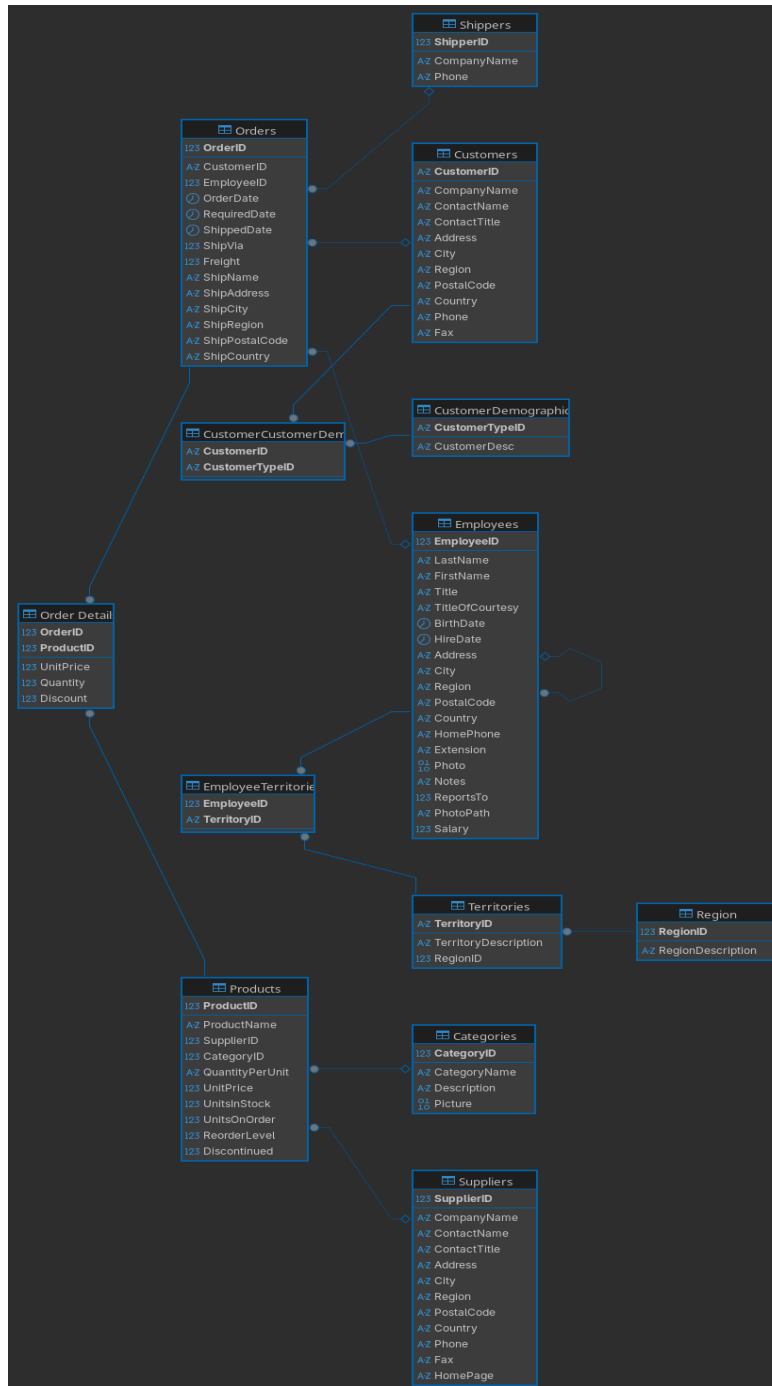 Shippers
123 ShipperID
A-Z CompanyName
A-Z Phone
Orders
123 OrderID
A-Z CustomerID
123 EmployeeID
OrderDate
RequiredDate
ShippedDate
123 ShipVia
123 Freight
A-Z ShipName
A-Z ShipAddress
A-Z ShipCity
A-Z ShipRegion
A-Z ShipPostalCode
A-Z ShipCountry
Customers
A-Z CustomerID
A-Z CompanyName
A-Z ContactName
A-Z ContactTitle
A-Z Address
A-Z City
A-Z Region
A-Z PostalCode
A-Z Country
A-Z Phone
A-Z Fax
CustomerCustomerDem
A-Z CustomerID
A-Z CustomerTypeID
CustomerDemographic
A-Z CustomerTypeID
A-Z CustomerDesc
Employees
123 EmployeeID
A-Z LastName
A-Z FirstName
A-Z Title
A-Z TitleOfCourtesy
BirthDate
HireDate
A-Z Address
A-Z City
A-Z Region
A-Z PostalCode
A-Z Country
A-Z HomePhone
A-Z Extension
01
10 Photo
A-Z Notes
123 ReportsTo
A-Z PhotoPath
123 Salary
Order Detail
123 OrderID
123 ProductID
123 UnitPrice
123 Quantity
123 Discount
EmployeeTerritorie
123 EmployeeID
A-Z TerritoryID
Territories
A-Z TerritoryID
A-Z TerritoryDescription
123 RegionID
Region
123 RegionID
A-Z RegionDescription
Products
123 ProductID
A-Z ProductName
123 SupplierID
123 CategoryID
A-Z QuantityPerUnit
123 UnitPrice
123 UnitsInStock
123 UnitsOnOrder
123 ReorderLevel
123 Discontinued
Categories
123 CategoryID
A-Z CategoryName
A-Z Description
01
10 Picture
Suppliers
123 SupplierID
A-Z CompanyName
A-Z ContactName
A-Z ContactTitle
A-Z Address
A-Z City
A-Z Region
A-Z PostalCode
A-Z Country
A-Z Phone
A-Z Fax
A-Z HomePage